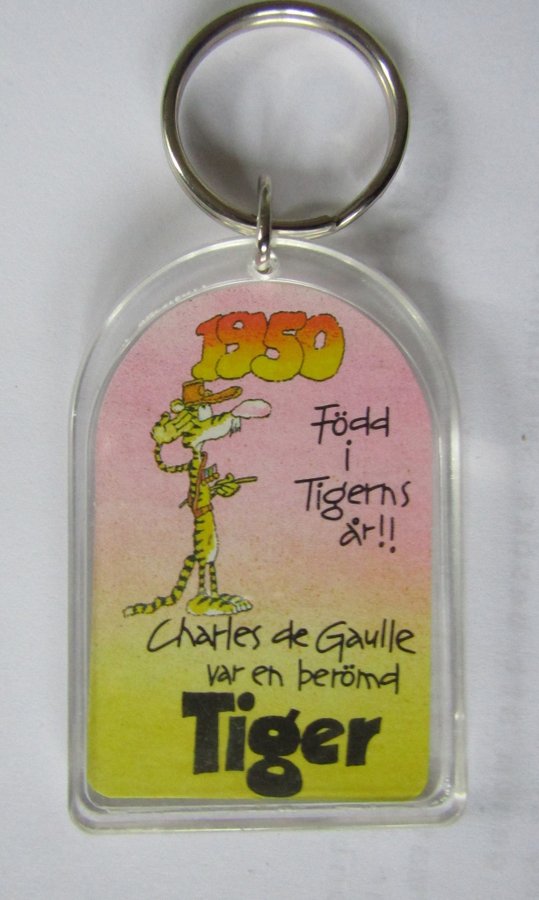 1950
Född
i
Tigerns
år!!
Charles de Gaulle
var en berömd
Tiger